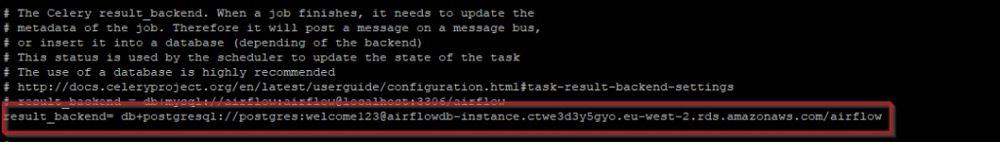 # The Celery result_backend. When a job finishes, it needs to update the
# metadata of the job. Therefore it will post a message on a message bus,
# or insert it into a database (depending of the backend)
# This status is used by the scheduler to update the state of the task
# The use of a database is highly recommended
# http://docs.celeryproject.org/en/latest/userguide/configuration.html#task-result-backend-settings
# result_backend = db+mysql://airflow:airflow@localhost:3306/airflow
result_backend= db+postgresql://postgres:welcome123@airflowdb-instance.ctwe3d3y5gyo.eu-west-2.rds.amazonaws.com/airflow